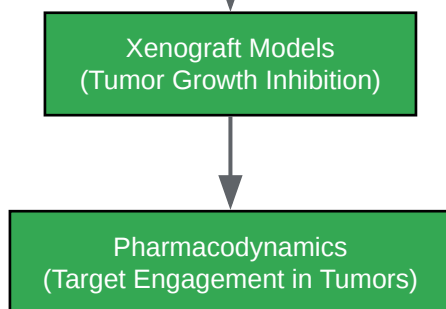 Xenograft Models
(Tumor Growth Inhibition)
Pharmacodynamics
(Target Engagement in Tumors)